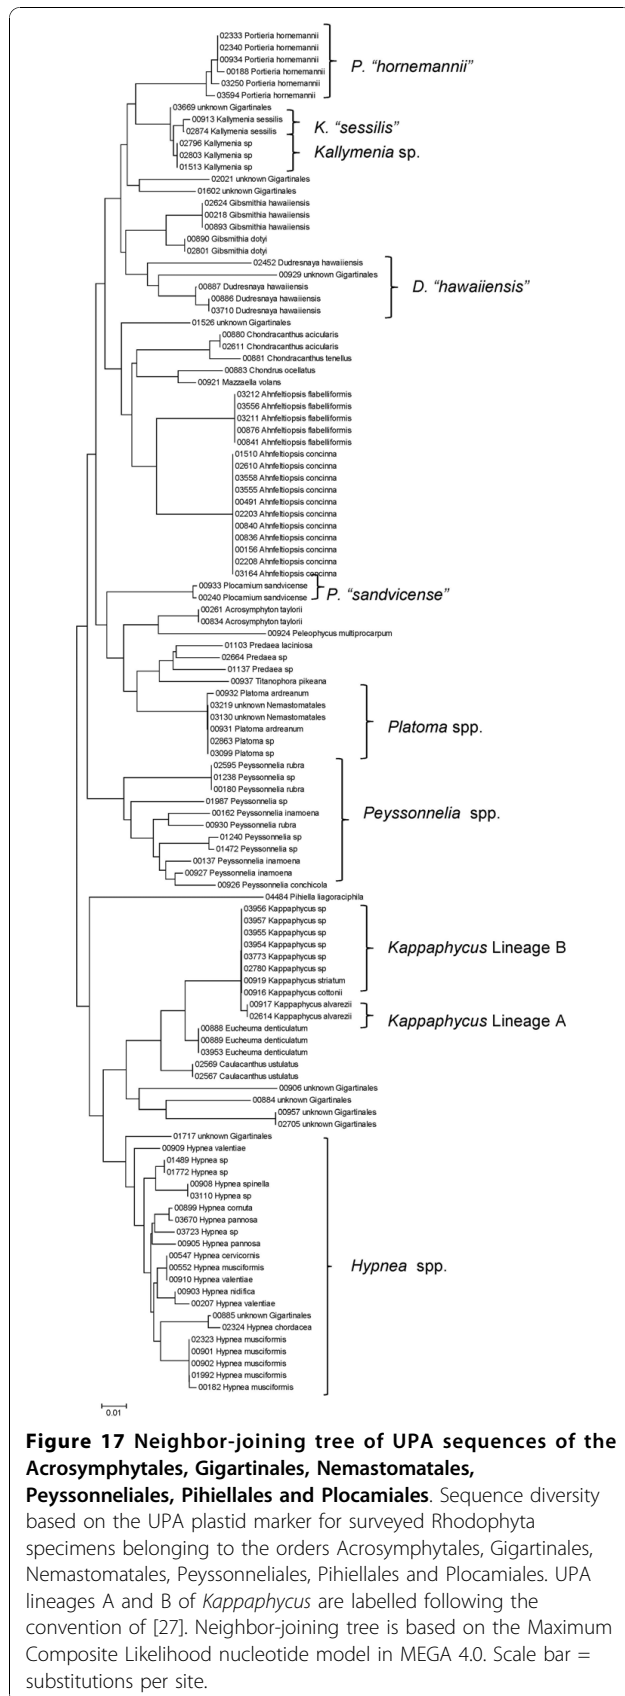 02333 Portieria hornemannii
02340 Portieria hornemannii
00934 Portieria hornemannii
00188 Portieria hornemannii
03250 Portieria hornemannii
03594 Portieria hornemannii
P. “hornemannii”
03669 unknown Gigartinales
00913 Kallymenia sessilis
02874 Kallymenia sessilis
K. “sessilis”
02796 Kallymenia sp
02803 Kallymenia sp
01513 Kallymenia sp
Kallymenia sp.
02021 unknown Gigartinales
01602 unknown Gigartinales
02624 Gibsmithia hawaiiensis
00218 Gibsmithia hawaiiensis
00893 Gibsmithia hawaiiensis
00890 Gibsmithia dotyi
02801 Gibsmithia dotyi
02452 Dudresnaya hawaiiensis
00929 unknown Gigartinales
00887 Dudresnaya hawaiiensis
00886 Dudresnaya hawaiiensis
03710 Dudresnaya hawaiiensis
D. “hawaiiensis”
01526 unknown Gigartinales
00880 Chondracanthus acicularis
02611 Chondracanthus acicularis
00881 Chondracanthus tenellus
00883 Chondrus ocellatus
00921 Mazzaella volans
03212 Ahnfeltiopsis flabelliformis
03556 Ahnfeltiopsis flabelliformis
03211 Ahnfeltiopsis flabelliformis
00876 Ahnfeltiopsis flabelliformis
00841 Ahnfeltiopsis flabelliformis
01510 Ahnfeltiopsis concinna
02610 Ahnfeltiopsis concinna
03558 Ahnfeltiopsis concinna
03555 Ahnfeltiopsis concinna
00491 Ahnfeltiopsis concinna
02203 Ahnfeltiopsis concinna
00840 Ahnfeltiopsis concinna
00836 Ahnfeltiopsis concinna
00156 Ahnfeltiopsis concinna
02208 Ahnfeltiopsis concinna
03164 Ahnfeltiopsis concinna
00933 Plocamium sandvicense
00240 Plocamium sandvicense
P. “sandvicense”
00261 Acrosymphyton taylorii
00834 Acrosymphyton taylorii
00924 Peleophycus multiprocarpum
01103 Predaea laciniosa
02664 Predaea sp
01137 Predaea sp
00937 Titanophora pikeana
00932 Platoma ardreanum
03219 unknown Nemastomatales
03130 unknown Nemastomatales
00931 Platoma ardreanum
02863 Platoma sp
03099 Platoma sp
Platoma spp.
02595 Peyssonnelia rubra
01238 Peyssonnelia sp
00180 Peyssonnelia rubra
01987 Peyssonnelia sp
00162 Peyssonnelia inamoena
00930 Peyssonnelia rubra
01240 Peyssonnelia sp
01472 Peyssonnelia sp
00137 Peyssonnelia inamoena
00927 Peyssonnelia inamoena
00926 Peyssonnelia conchicola
Peyssonnelia spp.
04484 Pihiella liagoraciphila
03956 Kappaphycus sp
03957 Kappaphycus sp
03955 Kappaphycus sp
03954 Kappaphycus sp
03773 Kappaphycus sp
02780 Kappaphycus sp
00919 Kappaphycus striatum
00916 Kappaphycus cottonii
Kappaphycus Lineage B
00917 Kappaphycus alvarezii
02614 Kappaphycus alvarezii
Kappaphycus Lineage A
00888 Eucheuma denticulatum
00889 Eucheuma denticulatum
03953 Eucheuma denticulatum
02569 Caulacanthus ustulatus
02567 Caulacanthus ustulatus
00906 unknown Gigartinales
00884 unknown Gigartinales
00957 unknown Gigartinales
02705 unknown Gigartinales
01717 unknown Gigartinales
00909 Hypnea valentiae
01489 Hypnea sp
01772 Hypnea sp
00908 Hypnea spinella
03110 Hypnea sp
00899 Hypnea cornuta
03670 Hypnea pannosa
03723 Hypnea sp
00905 Hypnea pannosa
00547 Hypnea cervicornis
00552 Hypnea musciformis
00910 Hypnea valentiae
00903 Hypnea nidifica
00207 Hypnea valentiae
00885 unknown Gigartinales
02324 Hypnea chordacea
02323 Hypnea musciformis
00901 Hypnea musciformis
00902 Hypnea musciformis
01992 Hypnea musciformis
00182 Hypnea musciformis
Hypnea spp.
0.01
Figure 17 Neighbor-joining tree of UPA sequences of the
Acrosymphytales, Gigartinales, Nemastomatales,
Peyssonneliales, Pihiellales and Plocamiales. Sequence diversity
based on the UPA plastid marker for surveyed Rhodophyta
specimens belonging to the orders Acrosymphytales, Gigartinales,
Nemastomatales, Peyssonneliales, Pihiellales and Plocamiales. UPA
lineages A and B of Kappaphycus are labelled following the
convention of [27]. Neighbor-joining tree is based on the Maximum
Composite Likelihood nucleotide model in MEGA 4.0. Scale bar =
substitutions per site.